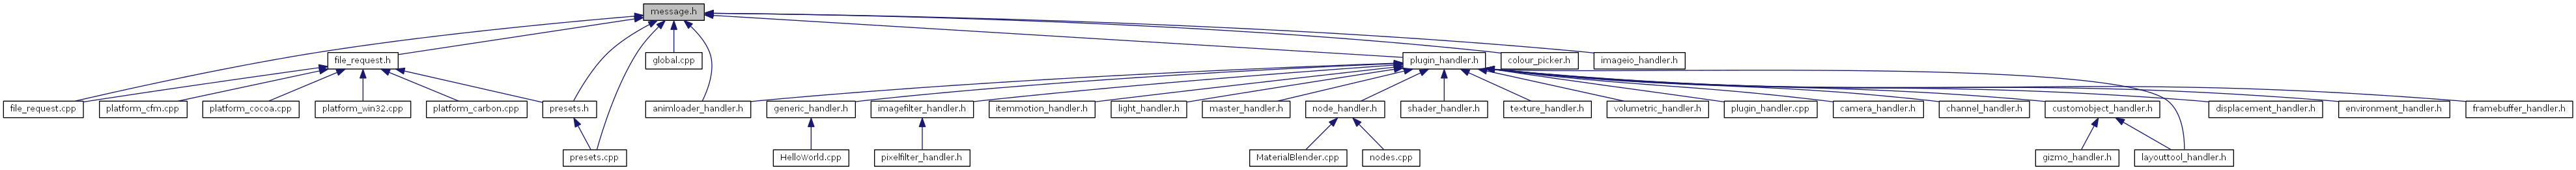 message.h
file_request.h
global.cpp
plugin_handler.h
colour_picker.h
imageio_handler.h
file_request.cpp
platform_cfm.cpp
platform_cocoa.cpp
platform_win32.cpp
platform_carbon.cpp
presets.h
animloader_handler.h
generic_handler.h
imagefilter_handler.h
itemmotion_handler.h
light_handler.h
master_handler.h
node_handler.h
shader_handler.h
texture_handler.h
volumetric_handler.h
plugin_handler.cpp
camera_handler.h
channel_handler.h
customobject_handler.h
displacement_handler.h
environment_handler.h
framebuffer_handler.h
presets.cpp
HelloWorld.cpp
pixelfilter_handler.h
MaterialBlender.cpp
nodes.cpp
gizmo_handler.h
layouttool_handler.h